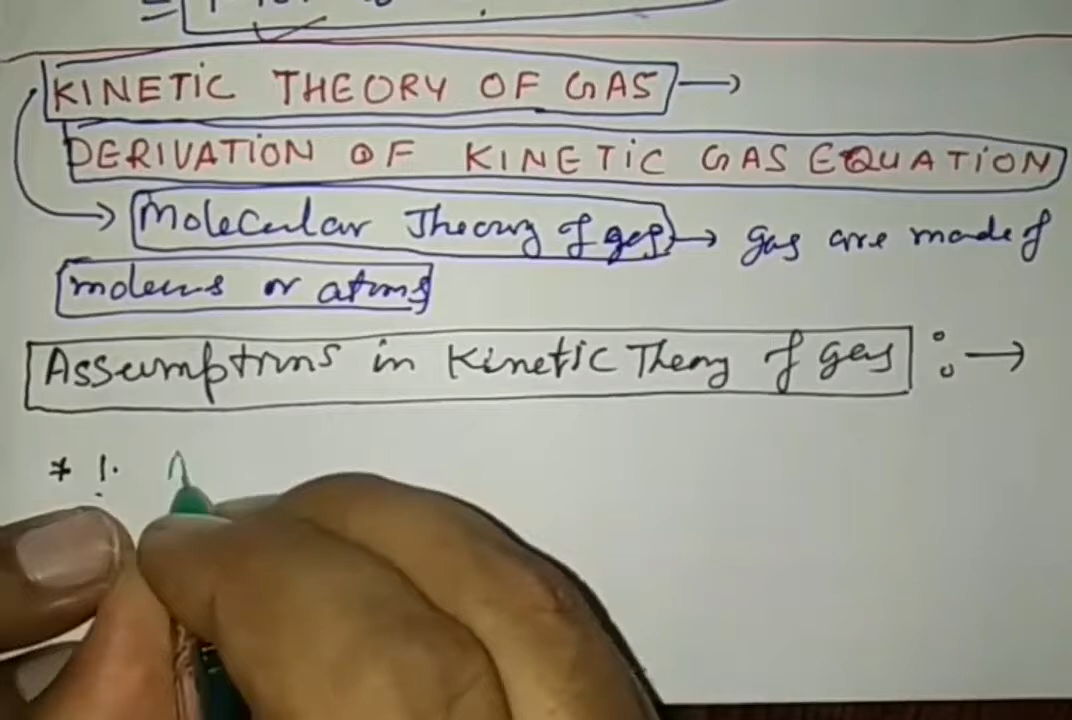 KINETIC THEORY OF GAS →
DERIVATION OF KINETIC GAS EQUATION
→ Molecular Theory of gas → gas are made of
or atoms
Assumptions in Kinetic Theory of gas : →
* 1.